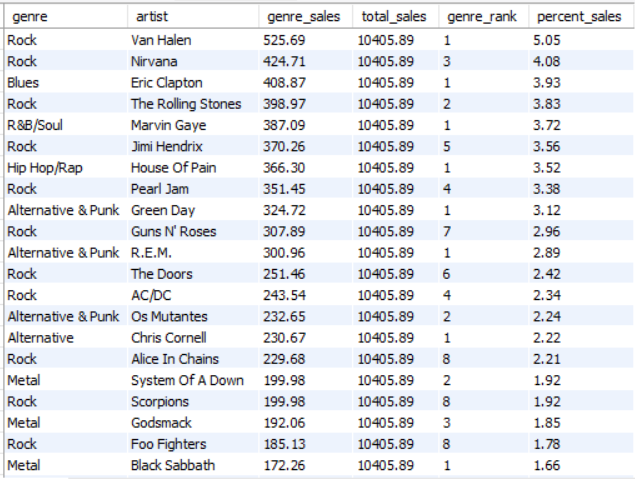 genre artist genre_sales total_sales genre_rank percent_sales
Rock Van Halen 525.69 10405.89 1 5.05
Rock Nirvana 424.71 10405.89 3 4.08
Blues Eric Clapton 408.87 10405.89 1 3.93
Rock The Rolling Stones 398.97 10405.89 2 3.83
R&B/Soul Marvin Gaye 387.09 10405.89 1 3.72
Rock Jimi Hendrix 370.26 10405.89 5 3.56
Hip Hop/Rap House Of Pain 366.30 10405.89 1 3.52
Rock Pearl Jam 351.45 10405.89 4 3.38
Alternative & Punk Green Day 324.72 10405.89 1 3.12
Rock Guns N' Roses 307.89 10405.89 7 2.96
Alternative & Punk R.E.M. 300.96 10405.89 1 2.89
Rock The Doors 251.46 10405.89 6 2.42
Rock AC/DC 243.54 10405.89 4 2.34
Alternative & Punk Os Mutantes 232.65 10405.89 2 2.24
Alternative Chris Cornell 230.67 10405.89 1 2.22
Rock Alice In Chains 229.68 10405.89 8 2.21
Metal System Of A Down 199.98 10405.89 2 1.92
Rock Scorpions 199.98 10405.89 8 1.92
Metal Godsmack 192.06 10405.89 3 1.85
Rock Foo Fighters 185.13 10405.89 8 1.78
Metal Black Sabbath 172.26 10405.89 1 1.66